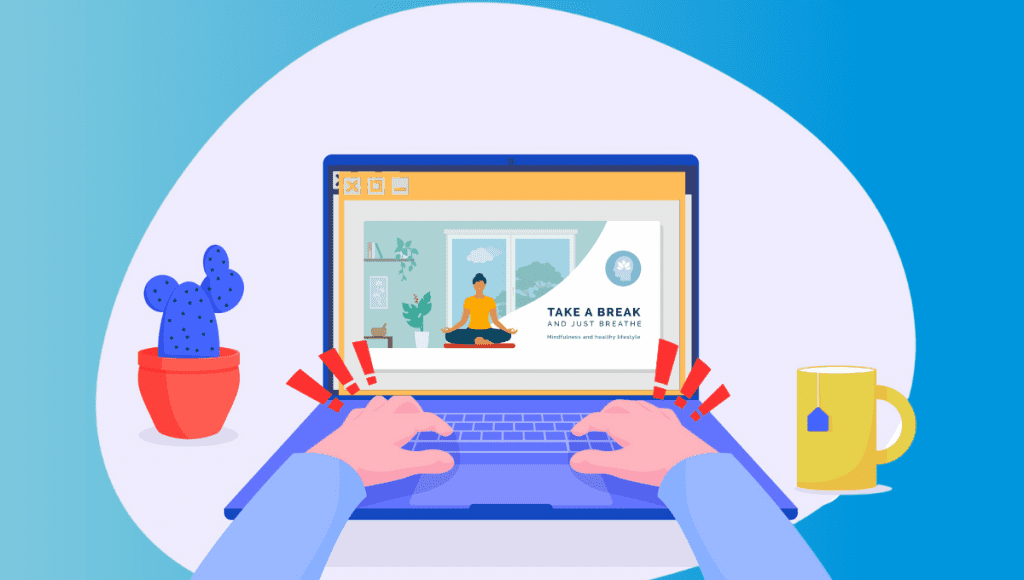 TAKE A BREAK
AND JUST BREATHE
Mindfulness and healthy lifestyle